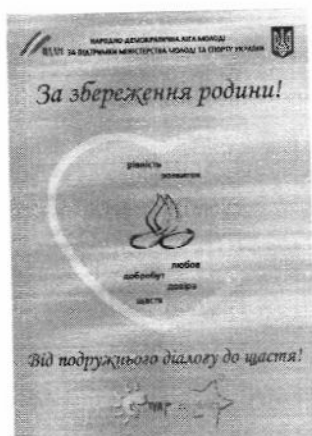 НАРОДНО-ДЕМОКРАТИЧНА ЛІГА МОЛОДІ
ЗА ПІДТРИМКИ МІНІСТЕРСТВА МОЛОДІ ТА СПОРТУ УКРАЇНИ
За збереження родини!
рівність
розвиток
любов
добробут
довіра
щастя
Від подружнього діалогу до щастя!